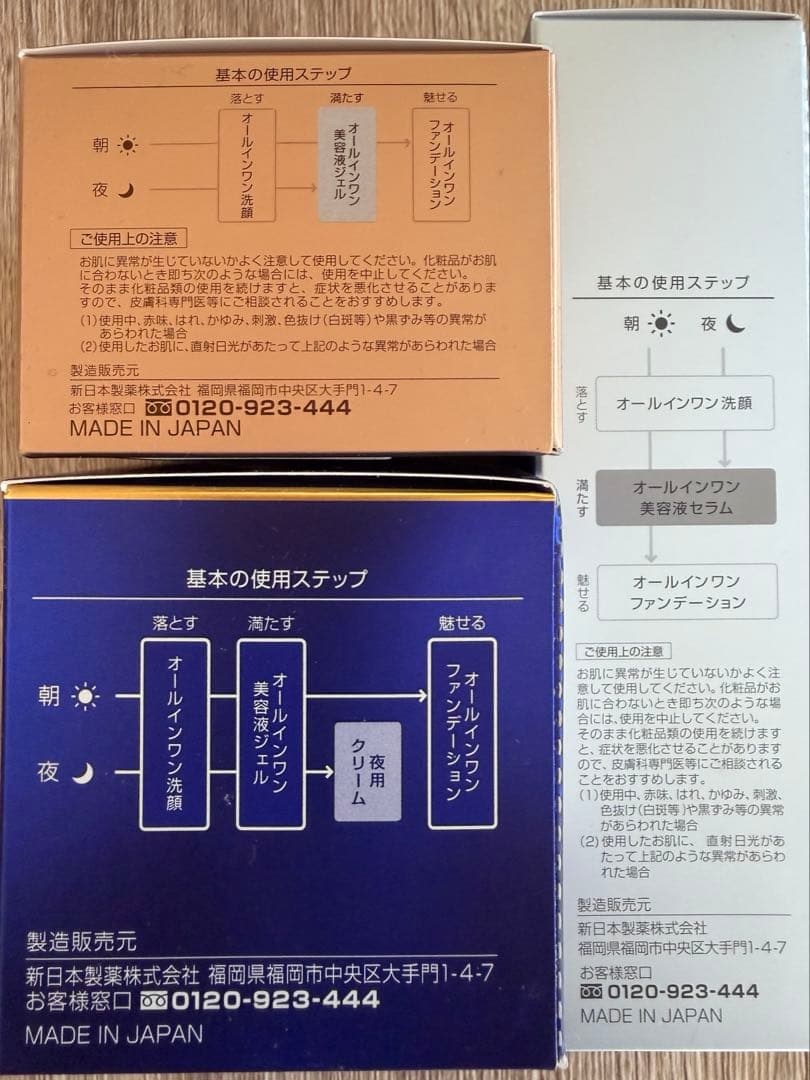 基本の使用ステップ
落とす 満たす 魅せる
朝
夜
オールインワン洗顔
オールインワン
美容液ジェル
オールインワン
ファンデーション
ご使用上の注意
お肌に異常が生じていないかよく注意して使用してください。化粧品がお肌
に合わないとき即ち次のような場合には、使用を中止してください。
そのまま化粧品類の使用を続けますと、症状を悪化させることがありま
すので、皮膚科専門医等にご相談されることをおすすめします。
(1)使用中、赤味、はれ、かゆみ、刺激、色抜け(白斑等)や黒ずみ等の異常が
あらわれた場合
(2)使用したお肌に、直射日光があたって上記のような異常があらわれた場合
製造販売元
新日本製薬株式会社 福岡県福岡市中央区大手門1-4-7
お客様窓口 0120-923-444
MADE IN JAPAN
基本の使用ステップ
落とす 満たす 魅せる
朝
夜
オールインワン洗顔
オールインワン
美容液ジェル
夜用
クリーム
オールインワン
ファンデーション
製造販売元
新日本製薬株式会社 福岡県福岡市中央区大手門1-4-7
お客様窓口 0120-923-444
MADE IN JAPAN
基本の使用ステップ
朝 夜
落とす
オールインワン洗顔
満たす
オールインワン
美容液セラム
魅せる
オールインワン
ファンデーション
ご使用上の注意
お肌に異常が生じていないかよく注
意して使用してください。化粧品がお
肌に合わないとき即ち次のような場
合には、使用を中止してください。
そのまま化粧品類の使用を続けます
と、症状を悪化させることがあります
ので、皮膚科専門医等にご相談され
ることをおすすめします。
(1)使用中、赤味、はれ、かゆみ、刺激、
色抜け(白斑等)や黒ずみ等の異常
があらわれた場合
(2)使用したお肌に、直射日光があ
たって上記のような異常があらわ
れた場合
製造販売元
新日本製薬株式会社
福岡県福岡市中央区大手門1-4-7
お客様窓口
0120-923-444
MADE IN JAPAN